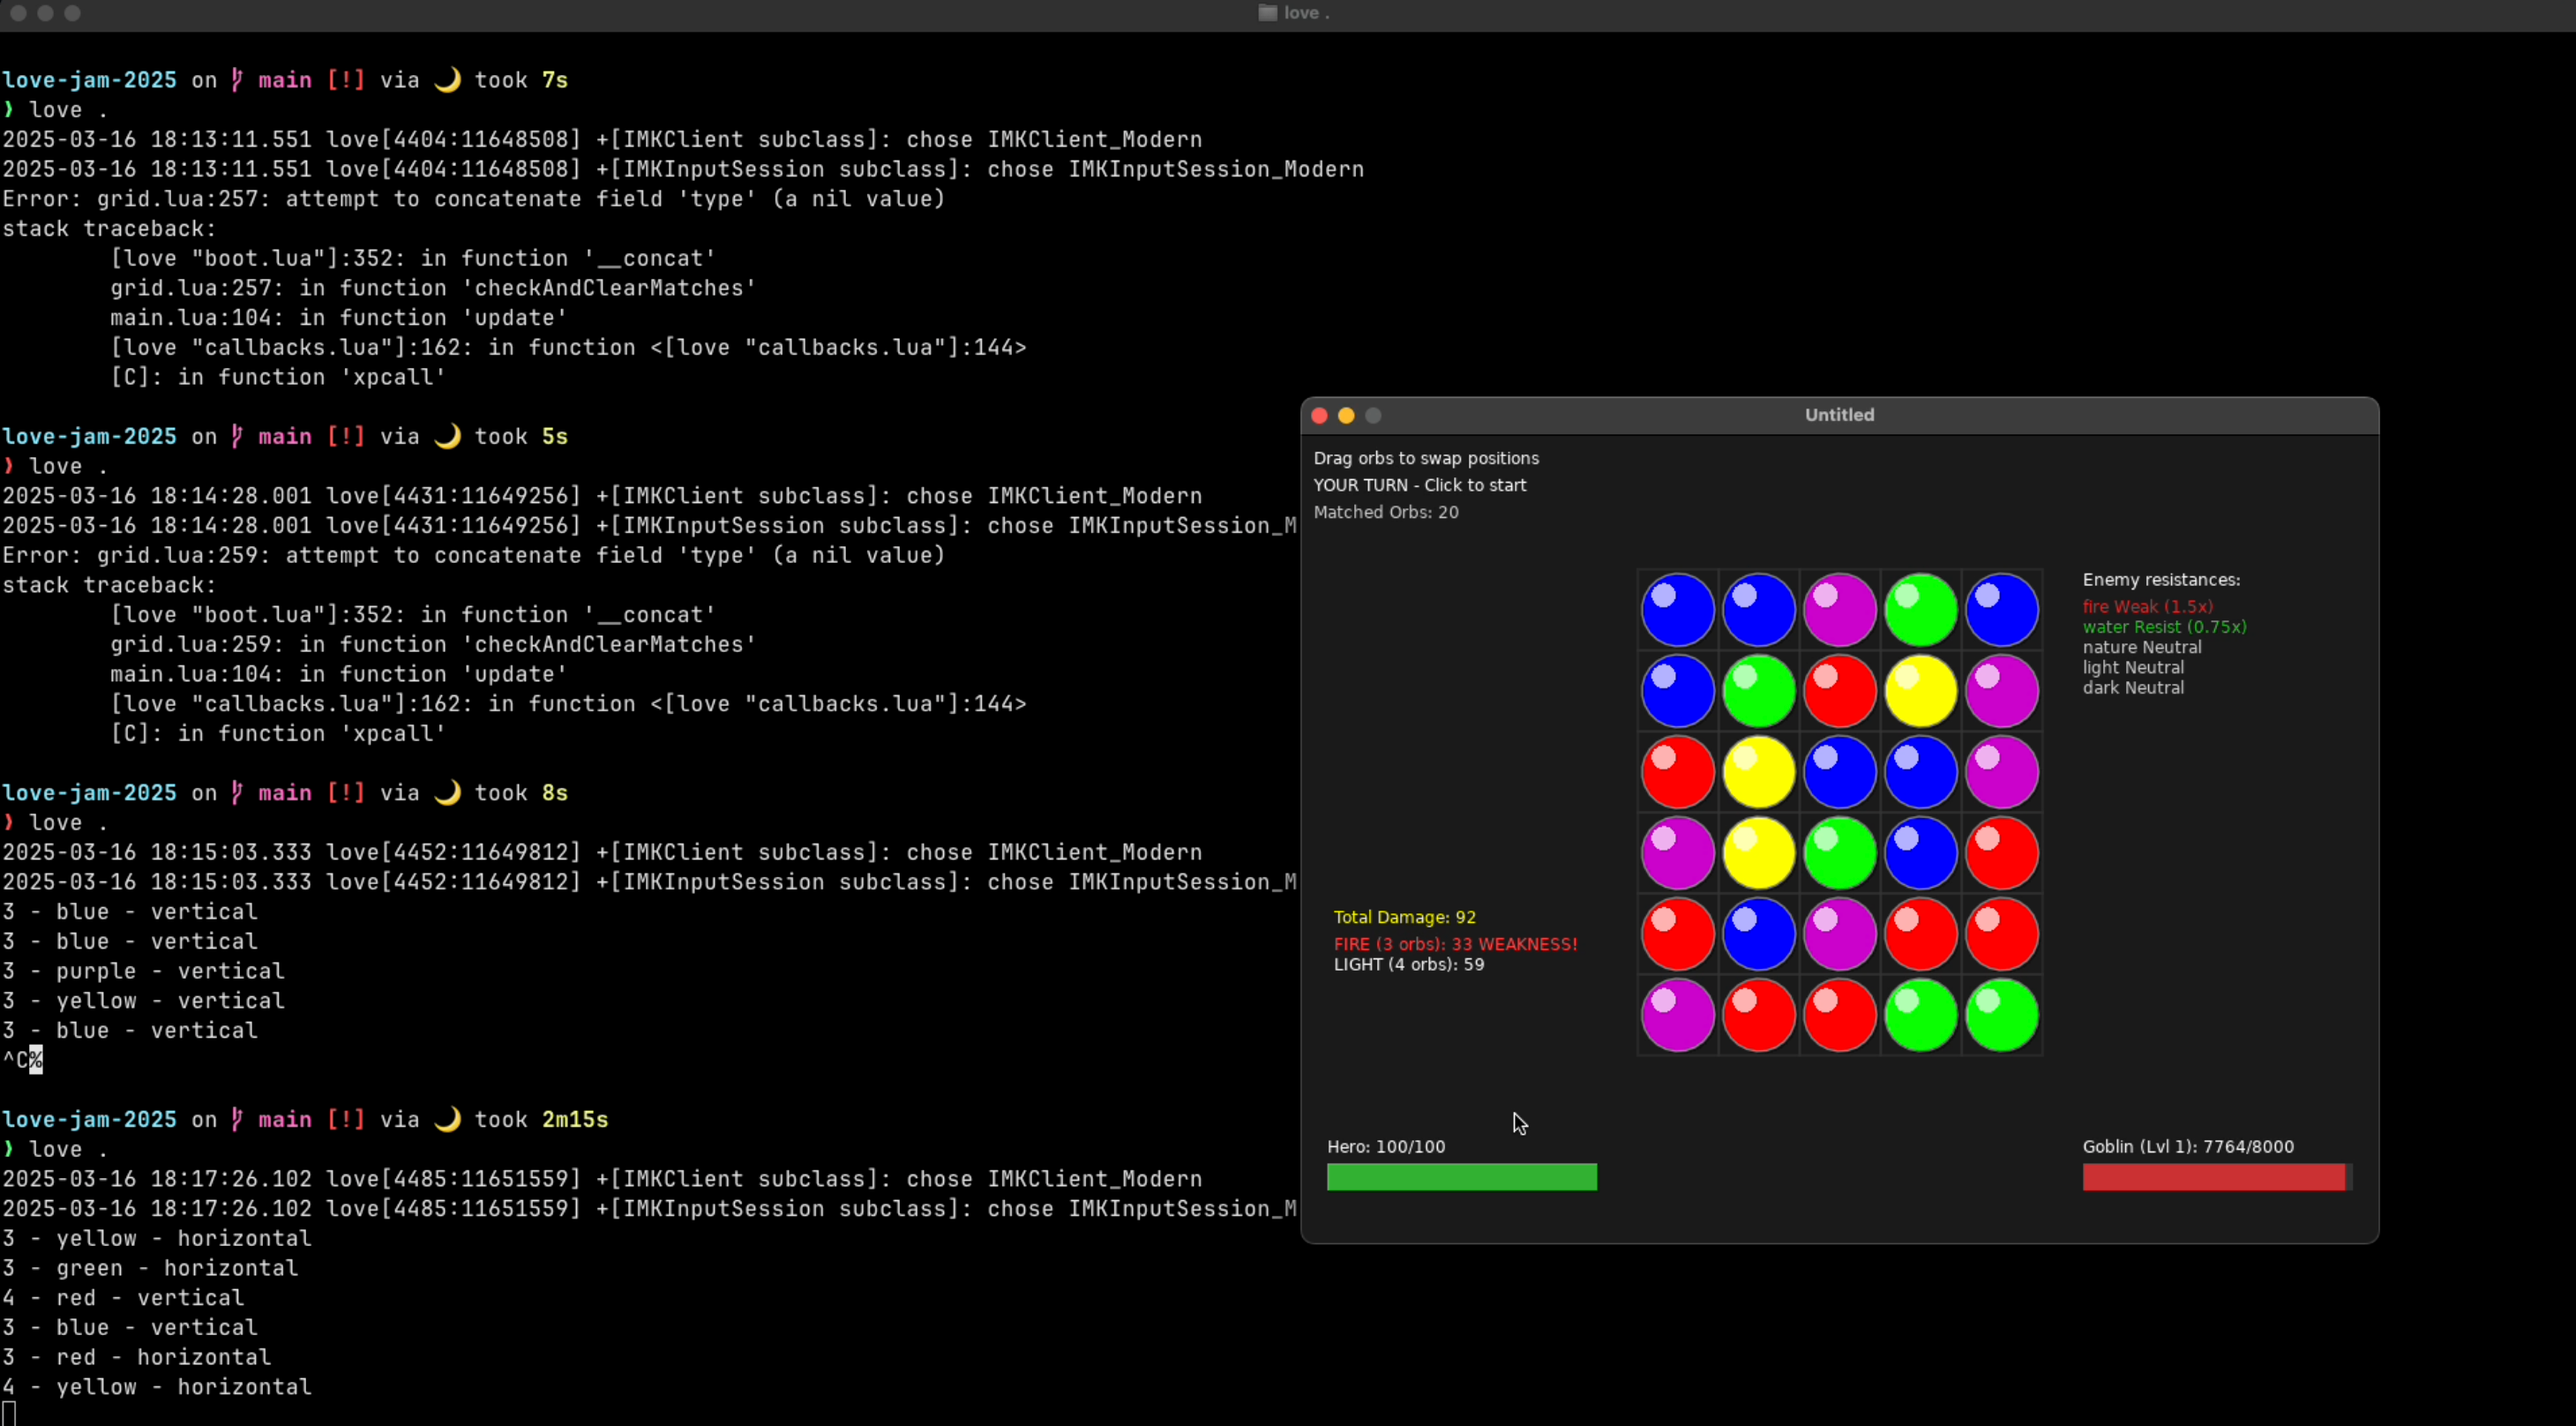 love .
love-jam-2025 on main [!] via 🌙 took 7s
❯ love .
2025-03-16 18:13:11.551 love[4404:11648508] +[IMKClient subclass]: chose IMKClient_Modern
2025-03-16 18:13:11.551 love[4404:11648508] +[IMKInputSession subclass]: chose IMKInputSession_Modern
Error: grid.lua:257: attempt to concatenate field 'type' (a nil value)
stack traceback:
[love "boot.lua"]:352: in function '__concat'
grid.lua:257: in function 'checkAndClearMatches'
main.lua:104: in function 'update'
[love "callbacks.lua"]:162: in function <[love "callbacks.lua"]:144>
[C]: in function 'xpcall'
love-jam-2025 on main [!] via 🌙 took 5s
❯ love .
2025-03-16 18:14:28.001 love[4431:11649256] +[IMKClient subclass]: chose IMKClient_Modern
2025-03-16 18:14:28.001 love[4431:11649256] +[IMKInputSession subclass]: chose IMKInputSession_M
Error: grid.lua:259: attempt to concatenate field 'type' (a nil value)
stack traceback:
[love "boot.lua"]:352: in function '__concat'
grid.lua:259: in function 'checkAndClearMatches'
main.lua:104: in function 'update'
[love "callbacks.lua"]:162: in function <[love "callbacks.lua"]:144>
[C]: in function 'xpcall'
love-jam-2025 on main [!] via 🌙 took 8s
❯ love .
2025-03-16 18:15:03.333 love[4452:11649812] +[IMKClient subclass]: chose IMKClient_Modern
2025-03-16 18:15:03.333 love[4452:11649812] +[IMKInputSession subclass]: chose IMKInputSession_M
3 - blue - vertical
3 - blue - vertical
3 - purple - vertical
3 - yellow - vertical
3 - blue - vertical
^C%
love-jam-2025 on main [!] via 🌙 took 2m15s
❯ love .
2025-03-16 18:17:26.102 love[4485:11651559] +[IMKClient subclass]: chose IMKClient_Modern
2025-03-16 18:17:26.102 love[4485:11651559] +[IMKInputSession subclass]: chose IMKInputSession_M
3 - yellow - horizontal
3 - green - horizontal
4 - red - vertical
3 - blue - vertical
3 - red - horizontal
4 - yellow - horizontal
Untitled
Drag orbs to swap positions
YOUR TURN - Click to start
Matched Orbs: 20
Enemy resistances:
fire Weak (1.5x)
water Resist (0.75x)
nature Neutral
light Neutral
dark Neutral
Total Damage: 92
FIRE (3 orbs): 33 WEAKNESS!
LIGHT (4 orbs): 59
Hero: 100/100
Goblin (Lvl 1): 7764/8000